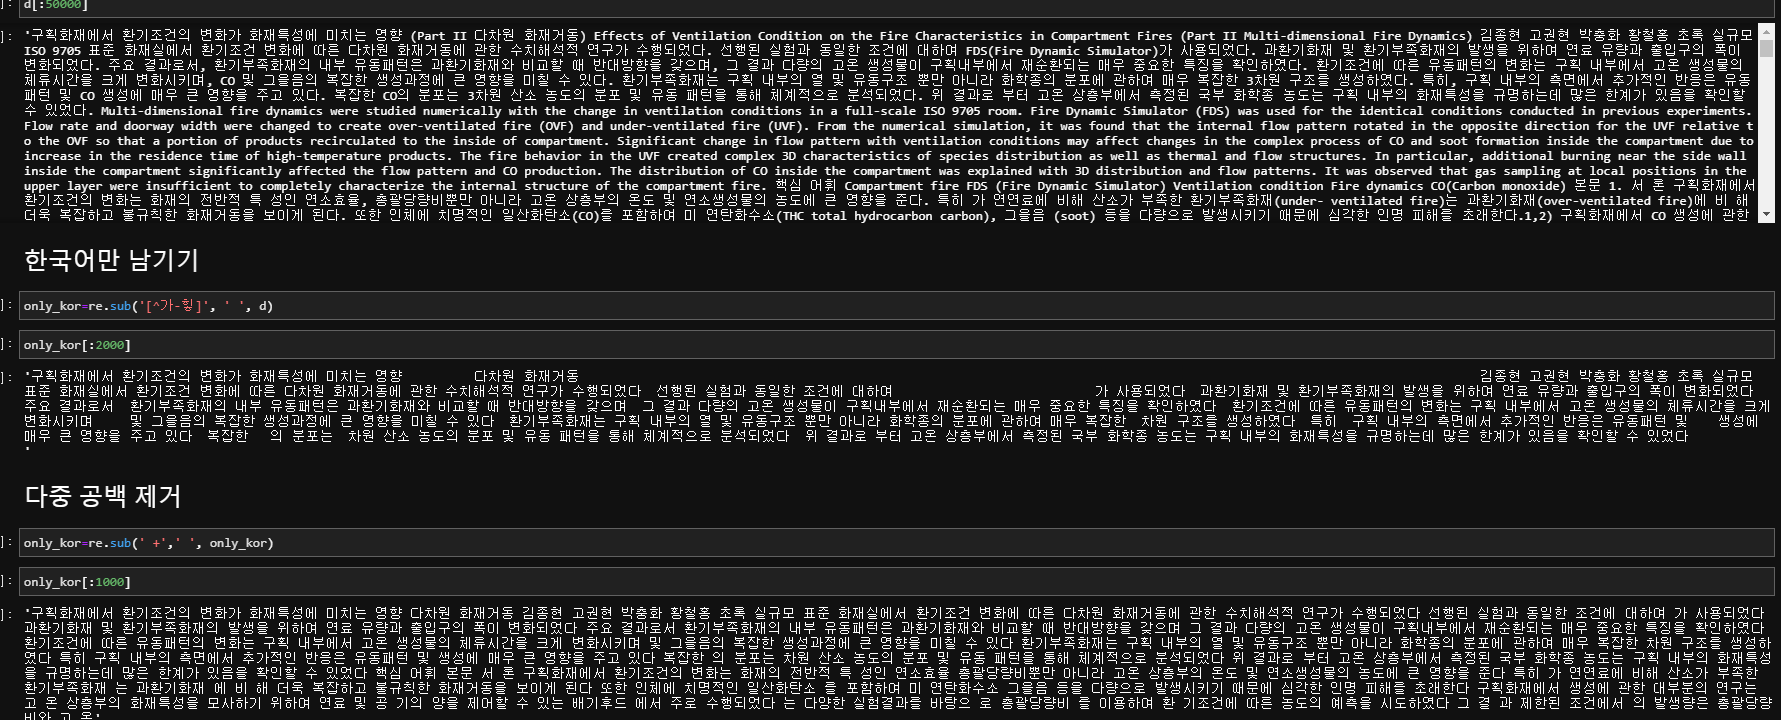 ]: d[:50000]
]: '구획화재에서 환기조건의 변화가 화재특성에 미치는 영향 (Part II 다차원 화재거동) Effects of Ventilation Condition on the Fire Characteristics in Compartment Fires (Part II Multi-dimensional Fire Dynamics) 김종현 고권현 박충화 황철홍 초록 실규모
ISO 9705 표준 화재실에서 환기조건 변화에 따른 다차원 화재거동에 관한 수치해석적 연구가 수행되었다. 선행된 실험과 동일한 조건에 대하여 FDS(Fire Dynamic Simulator)가 사용되었다. 과환기화재 및 환기부족화재의 발생을 위하여 연료 유량과 출입구의 폭이
변화되었다. 주요 결과로서, 환기부족화재의 내부 유동패턴은 과환기화재와 비교할 때 반대방향을 갖으며, 그 결과 다량의 고온 생성물이 구획내부에서 재순환되는 매우 중요한 특징을 확인하였다. 환기조건에 따른 유동패턴의 변화는 구획 내부에서 고온 생성물의
체류시간을 크게 변화시키며, CO 및 그을음의 복잡한 생성과정에 큰 영향을 미칠 수 있다. 환기부족화재는 구획 내부의 열 및 유동구조 뿐만 아니라 화학종의 분포에 관하여 매우 복잡한 3차원 구조를 생성하였다. 특히, 구획 내부의 측면에서 추가적인 반응은 유동
패턴 및 CO 생성에 매우 큰 영향을 주고 있다. 복잡한 CO의 분포는 3차원 산소 농도의 분포 및 유동 패턴을 통해 체계적으로 분석되었다. 위 결과로 부터 고온 상층부에서 측정된 국부 화학종 농도는 구획 내부의 화재특성을 규명하는데 많은 한계가 있음을 확인할
수 있었다. Multi-dimensional fire dynamics were studied numerically with the change in ventilation conditions in a full-scale ISO 9705 room. Fire Dynamic Simulator (FDS) was used for the identical conditions conducted in previous experiments.
Flow rate and doorway width were changed to create over-ventilated fire (OVF) and under-ventilated fire (UVF). From the numerical simulation, it was found that the internal flow pattern rotated in the opposite direction for the UVF relative t
o the OVF so that a portion of products recirculated to the inside of compartment. Significant change in flow pattern with ventilation conditions may affect changes in the complex process of CO and soot formation inside the compartment due to
increase in the residence time of high-temperature products. The fire behavior in the UVF created complex 3D characteristics of species distribution as well as thermal and flow structures. In particular, additional burning near the side wall
inside the compartment significantly affected the flow pattern and CO production. The distribution of CO inside the compartment was explained with 3D distribution and flow patterns. It was observed that gas sampling at local positions in the
upper layer were insufficient to completely characterize the internal structure of the compartment fire. 핵심 어휘 Compartment fire FDS (Fire Dynamic Simulator) Ventilation condition Fire dynamics CO(Carbon monoxide) 본문 1. 서 론 구획화재에서
환기조건의 변화는 화재의 전반적 특 성인 연소효율, 총괄당량비뿐만 아니라 고온 상층부의 온도 및 연소생성물의 농도에 큰 영향을 준다. 특히 가 연연료에 비해 산소가 부족한 환기부족화재(under- ventilated fire)는 과환기화재(over-ventilated fire)에 비 해
더욱 복잡하고 불규칙한 화재거동을 보이게 된다. 또한 인체에 치명적인 일산화탄소(CO)를 포함하여 미 연탄화수소(THC total hydrocarbon carbon), 그을음 (soot) 등을 다량으로 발생시키기 때문에 심각한 인명 피해를 초래한다.1,2) 구획화재에서 CO 생성에 관한
한국어만 남기기
]: only_kor=re.sub('[^가-힣]', ' ', d)
]: only_kor[:2000]
]: '구획화재에서 환기조건의 변화가 화재특성에 미치는 영향 다차원 화재거동 김종현 고권현 박충화 황철홍 초록 실규모
표준 화재실에서 환기조건 변화에 따른 다차원 화재거동에 관한 수치해석적 연구가 수행되었다 선행된 실험과 동일한 조건에 대하여 가 사용되었다 과환기화재 및 환기부족화재의 발생을 위하여 연료 유량과 출입구의 폭이 변화되었다
주요 결과로서 환기부족화재의 내부 유동패턴은 과환기화재와 비교할 때 반대방향을 갖으며 그 결과 다량의 고온 생성물이 구획내부에서 재순환되는 매우 중요한 특징을 확인하였다 환기조건에 따른 유동패턴의 변화는 구획 내부에서 고온 생성물의 체류시간을 크게
변화시키며 및 그을음의 복잡한 생성과정에 큰 영향을 미칠 수 있다 환기부족화재는 구획 내부의 열 및 유동구조 뿐만 아니라 화학종의 분포에 관하여 매우 복잡한 차원 구조를 생성하였다 특히 구획 내부의 측면에서 추가적인 반응은 유동패턴 및 생성에
매우 큰 영향을 주고 있다 복잡한 의 분포는 차원 산소 농도의 분포 및 유동 패턴을 통해 체계적으로 분석되었다 위 결과로 부터 고온 상층부에서 측정된 국부 화학종 농도는 구획 내부의 화재특성을 규명하는데 많은 한계가 있음을 확인할 수 있었다
'
다중 공백 제거
]: only_kor=re.sub(' +',' ', only_kor)
]: only_kor[:1000]
]: '구획화재에서 환기조건의 변화가 화재특성에 미치는 영향 다차원 화재거동 김종현 고권현 박충화 황철홍 초록 실규모 표준 화재실에서 환기조건 변화에 따른 다차원 화재거동에 관한 수치해석적 연구가 수행되었다 선행된 실험과 동일한 조건에 대하여 가 사용되었다
과환기화재 및 환기부족화재의 발생을 위하여 연료 유량과 출입구의 폭이 변화되었다 주요 결과로서 환기부족화재의 내부 유동패턴은 과환기화재와 비교할 때 반대방향을 갖으며 그 결과 다량의 고온 생성물이 구획내부에서 재순환되는 매우 중요한 특징을 확인하였다
환기조건에 따른 유동패턴의 변화는 구획 내부에서 고온 생성물의 체류시간을 크게 변화시키며 및 그을음의 복잡한 생성과정에 큰 영향을 미칠 수 있다 환기부족화재는 구획 내부의 열 및 유동구조 뿐만 아니라 화학종의 분포에 관하여 매우 복잡한 차원 구조를 생성하
였다 특히 구획 내부의 측면에서 추가적인 반응은 유동패턴 및 생성에 매우 큰 영향을 주고 있다 복잡한 의 분포는 차원 산소 농도의 분포 및 유동 패턴을 통해 체계적으로 분석되었다 위 결과로 부터 고온 상층부에서 측정된 국부 화학종 농도는 구획 내부의 화재특성
을 규명하는데 많은 한계가 있음을 확인할 수 있었다 핵심 어휘 본문 서 론 구획화재에서 환기조건의 변화는 화재의 전반적 특 성인 연소효율 총괄당량비뿐만 아니라 고온 상층부의 온도 및 연소생성물의 농도에 큰 영향을 준다 특히 가 연연료에 비해 산소가 부족한
환기부족화재 는 과환기화재 에 비 해 더욱 복잡하고 불규칙한 화재거동을 보이게 된다 또한 인체에 치명적인 일산화탄소 를 포함하여 미 연탄화수소 그을음 등을 다량으로 발생시키기 때문에 심각한 인명 피해를 초래한다 구획화재에서 생성에 관한 대부분의 연구는
고 온 상층부의 화재특성을 모사하기 위하여 연료 및 공 기의 양을 제어할 수 있는 배기후드 에서 주로 수행되었다 는 다양한 실험결과를 바탕으 로 총괄당량비 를 이용하여 환 기조건에 따른 농도의 예측을 시도하였다 그 결 과 제한된 조건에서 의 발생량은 총괄당량
비와 고 온'